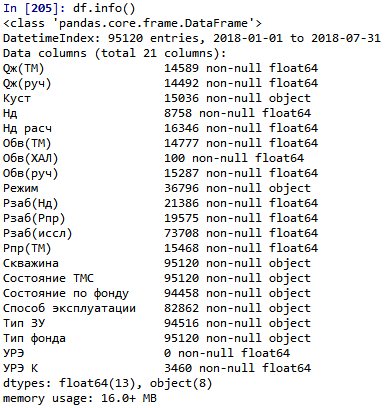 In [205]: df.info()
<class 'pandas.core.frame.DataFrame'>
DatetimeIndex: 95120 entries, 2018-01-01 to 2018-07-31
Data columns (total 21 columns):
Qж(ТМ) 14589 non-null float64
Qж(руч) 14492 non-null float64
Куст 15036 non-null object
Нд 8758 non-null float64
Нд расч 16346 non-null float64
Обв(ТМ) 14777 non-null float64
Обв(ХАЛ) 100 non-null float64
Обв(руч) 15287 non-null float64
Режим 36796 non-null object
Рзаб(Нд) 21386 non-null float64
Рзаб(Рпр) 19575 non-null float64
Рзаб(иссл) 73708 non-null float64
Рпр(ТМ) 15468 non-null float64
Скважина 95120 non-null object
Состояние ТМС 95120 non-null object
Состояние по фонду 94458 non-null object
Способ эксплуатации 82862 non-null object
Тип ЗУ 94516 non-null object
Тип фонда 95120 non-null object
УРЭ 0 non-null float64
УРЭ К 3460 non-null float64
dtypes: float64(13), object(8)
memory usage: 16.0+ MB